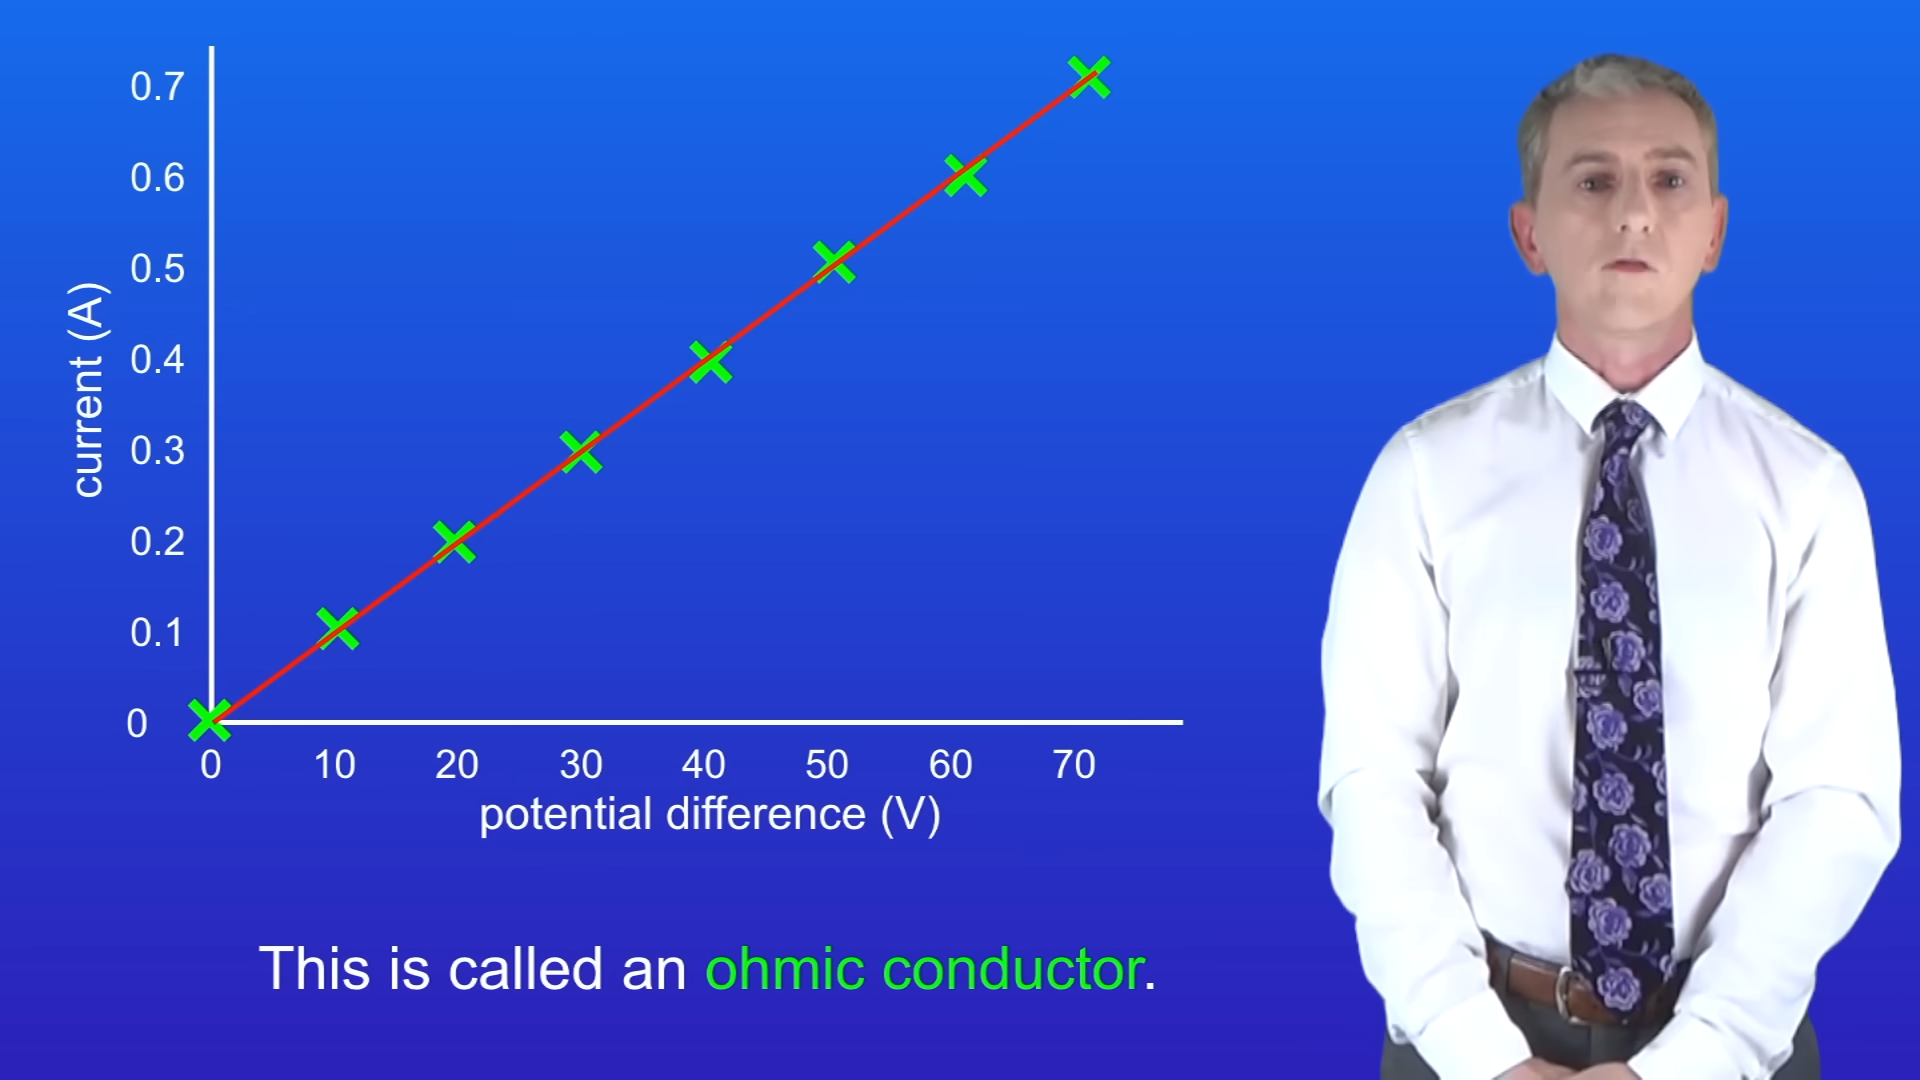 0.7
0.6
0.5
0.4
0.3
0.2
0.1
0
current (A)
0 10 20 30 40 50 60 70
potential difference (V)
This is called an ohmic conductor.